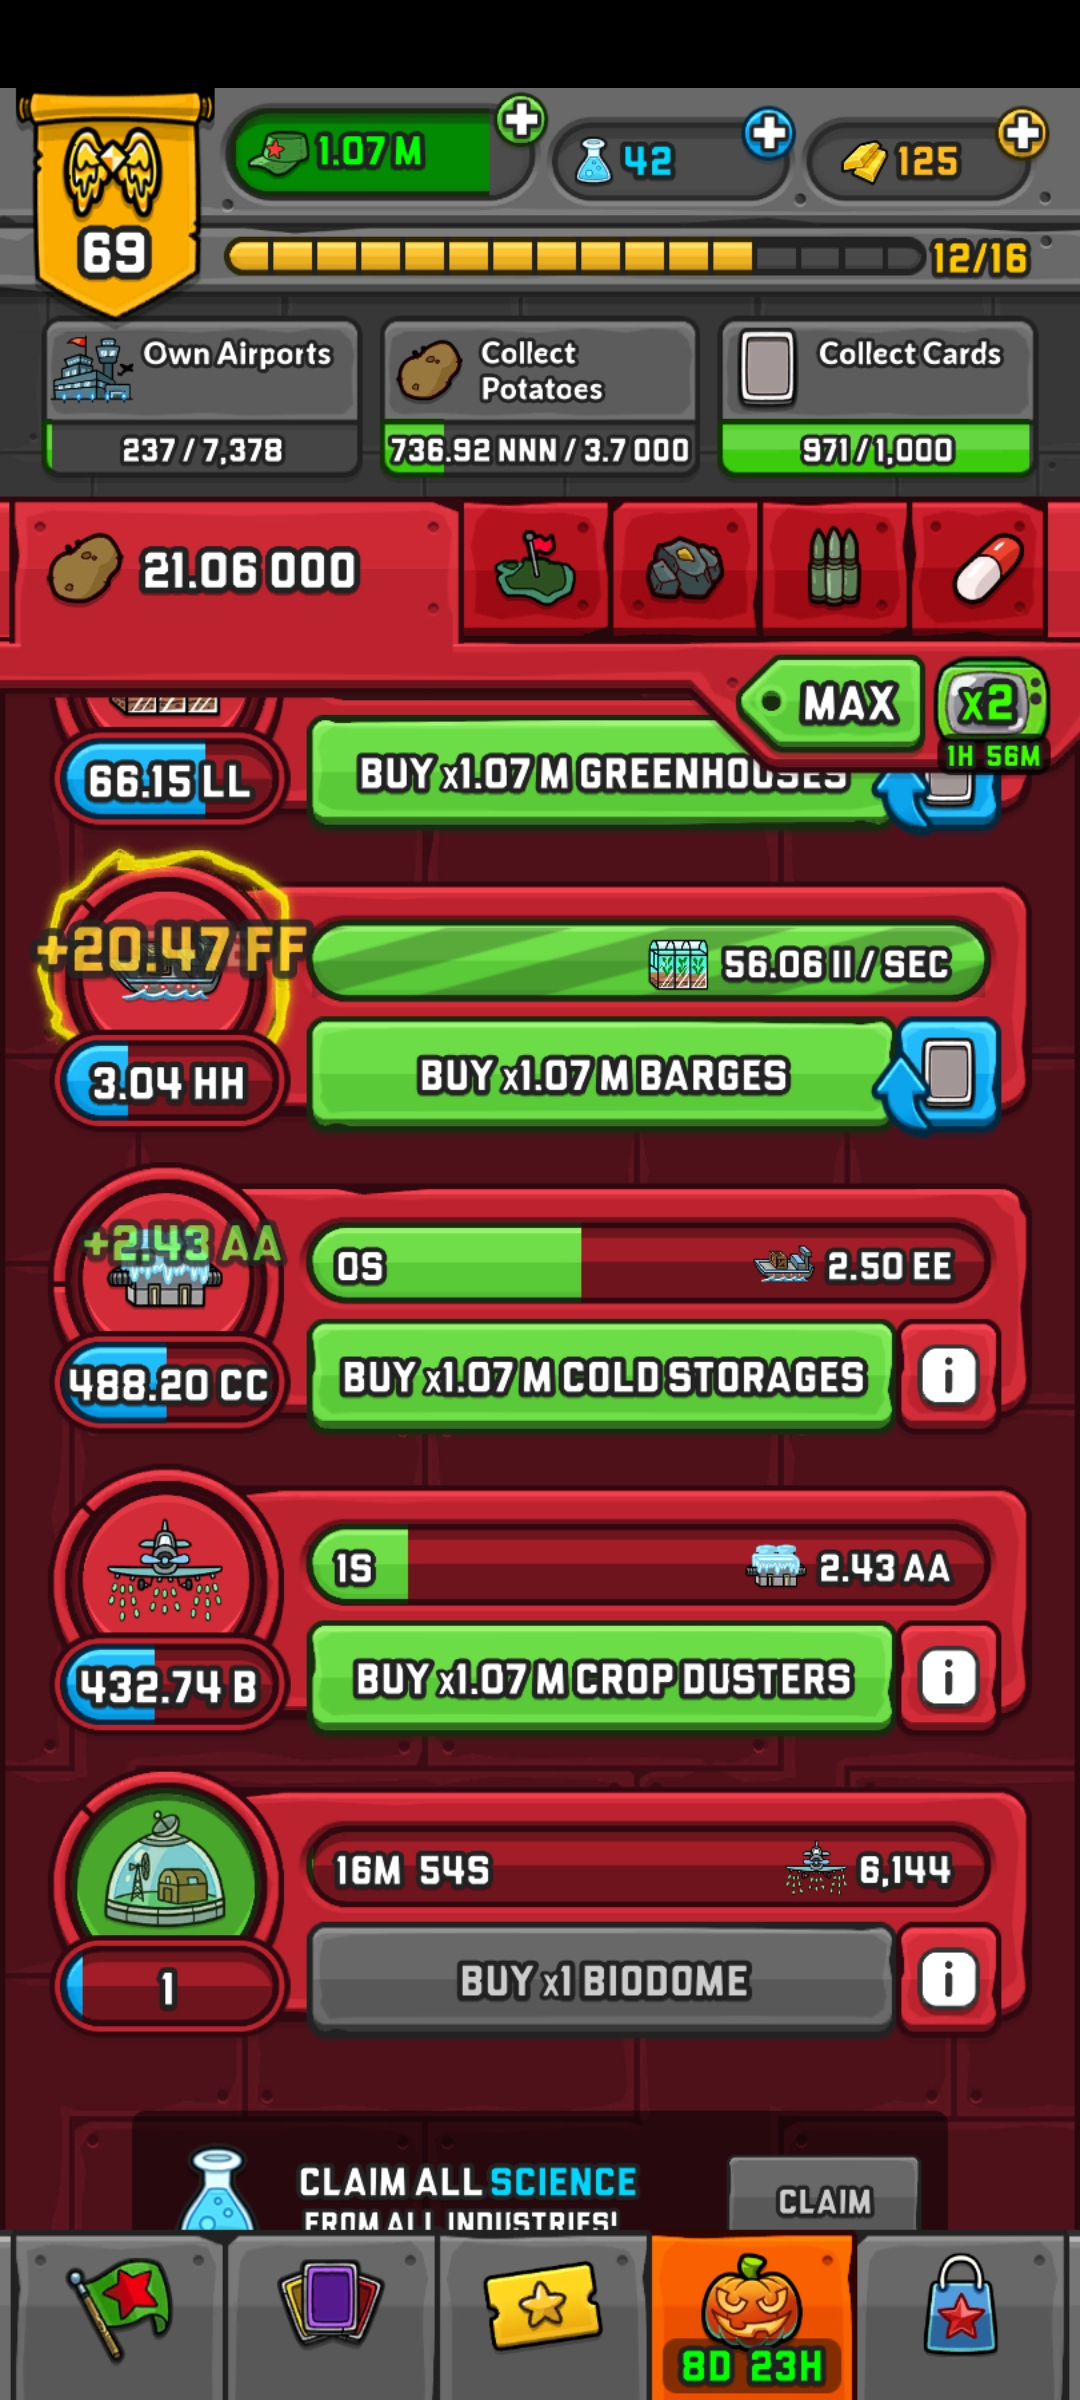 1.07 M
42
125
69
12/16
Own Airports
Collect
Potatoes
Collect Cards
237 / 7,378
736.92 NNN / 3.7 OOO
971 / 1,000
21.06 OOO
MAX
x2
1H 56M
66.15 LL
BUY x1.07 M GREENHOUSES
+20.47 FF
56.06 II / SEC
3.04 HH
BUY x1.07 M BARGES
+2.43 AA
0S
2.50 EE
488.20 CC
BUY x1.07 M COLD STORAGES
i
1S
2.43 AA
432.74 B
BUY x1.07 M CROP DUSTERS
i
16M 54S
6,144
1
BUY x1 BIODOME
i
CLAIM ALL SCIENCE
FROM ALL INDUSTRIES!
CLAIM
8D 23H